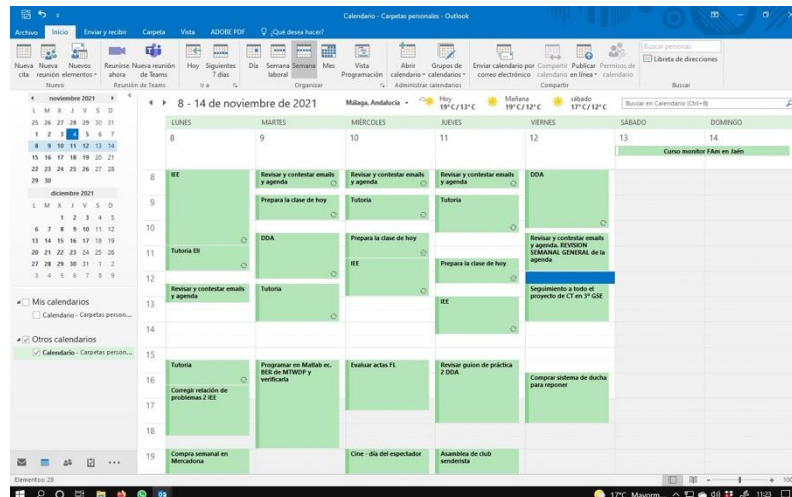 Calendario - Carpetas personales - Outlook
Archivo Inicio Enviar y recibir Carpeta Vista ADOBE PDF ¿Qué desea hacer?
Nueva cita
Nueva reunión
Nuevos elementos
Reunirse ahora
Nueva reunión de Teams
Hoy
Siguientes 7 días
Día
Semana laboral
Semana
Mes
Vista Programación
Abrir calendario
Grupos de calendarios
Enviar calendario por correo electrónico
Compartir calendario
Publicar en línea
Permisos de calendario
Buscar personas
Libreta de direcciones
Nuevo
Reunión de Teams
Ir a
Organizar
Administrar calendarios
Compartir
Buscar
noviembre 2021
L M X J V S D
25 26 27 28 29 30 31
1 2 3 4 5 6 7
8 9 10 11 12 13 14
15 16 17 18 19 20 21
22 23 24 25 26 27 28
29 30
diciembre 2021
L M X J V S D
1 2 3 4 5
6 7 8 9 10 11 12
13 14 15 16 17 18 19
20 21 22 23 24 25 26
27 28 29 30 31 1 2
3 4 5 6 7 8 9
Mis calendarios
Calendario - Carpetas person...
Otros calendarios
Calendario - Carpetas person...
8 - 14 de noviembre de 2021
Málaga, Andalucía
Hoy
19°C/13°C
Mañana
19°C/12°C
sábado
17°C/12°C
Buscar en Calendario (Ctrl+B)
LUNES MARTES MIÉRCOLES JUEVES VIERNES SÁBADO DOMINGO
8 9 10 11 12 13 14
Curso monitor FAm en Jaén
8
9
10
11
12
13
14
15
16
17
18
19
IEE
Tutoria Eli
Revisar y contestar emails
y agenda
Tutoria
Corregir relación de
problemas 2 IEE
Compra semanal en
Mercadona
Revisar y contestar emails
y agenda
Prepara la clase de hoy
DDA
Tutoria
Programar en Matlab ec.
BER de MTWDP y
verificarla
Revisar y contestar emails
y agenda
Tutoria
Prepara la clase de hoy
IEE
Evaluar actas FL
Cine - día del espectador
Revisar y contestar emails
y agenda
Tutoria
Prepara la clase de hoy
IEE
Revisar guion de práctica
2 DDA
Asamblea de club
senderista
DDA
Revisar y contestar emails
y agenda. REVISION
SEMANAL GENERAL de la
agenda
Seguimiento a todo el
proyecto de CT en 3º GSE
Comprar sistema de ducha
para reponer
Elementos: 28
100
17°C Mayorm...
11:23